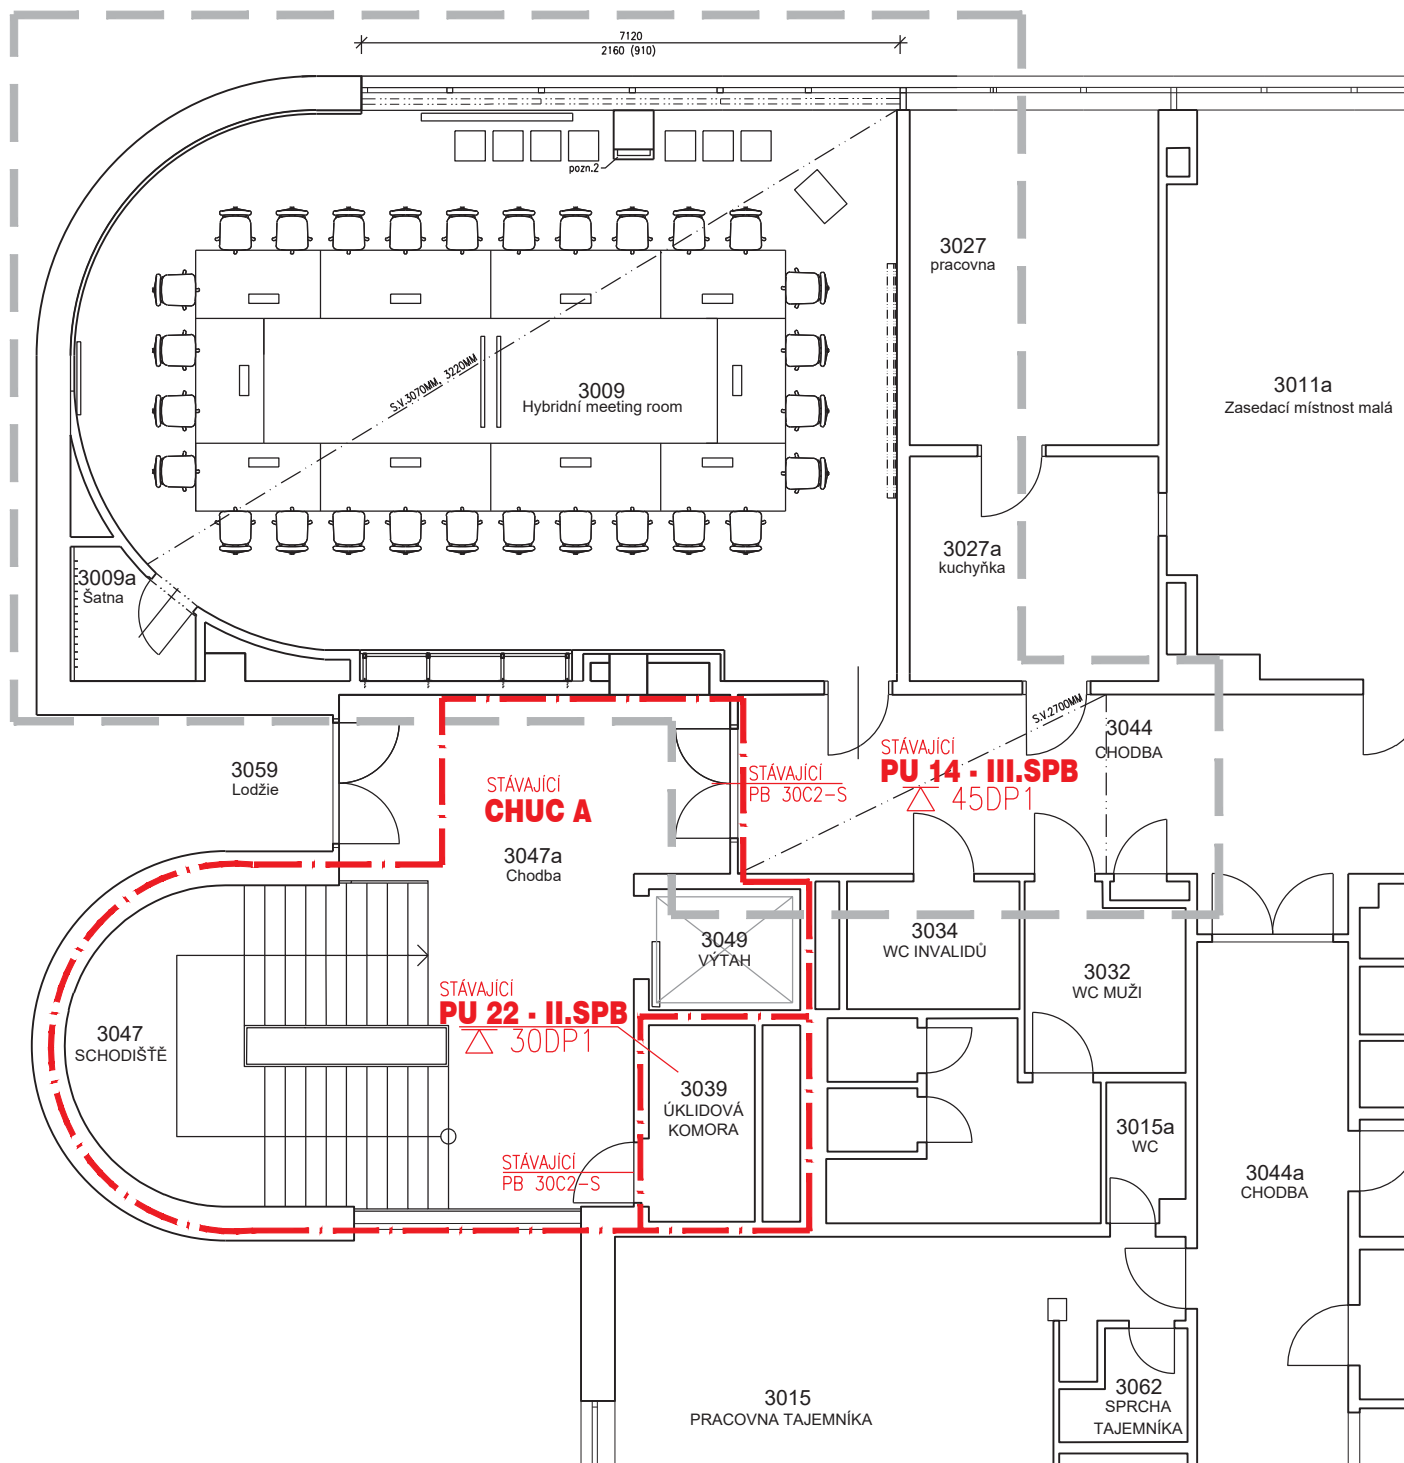 7120
2160 (910)
pozn.2
3027
pracovna
S.V.3070MM, 3220MM
3009
Hybridní meeting room
3011a
Zasedací místnost malá
3027a
kuchyňka
3009a
Šatna
S.V.2700MM
3044
CHODBA
3059
Lodžie
STÁVAJÍCÍ
CHUC A
STÁVAJÍCÍ
PB 30C2-S
STÁVAJÍCÍ
PU 14 - III.SPB
45DP1
3047a
Chodba
3049
VÝTAH
3034
WC INVALIDŮ
3032
WC MUŽI
STÁVAJÍCÍ
PU 22 - II.SPB
30DP1
3047
SCHODIŠTĚ
3039
ÚKLIDOVÁ
KOMORA
3015a
WC
STÁVAJÍCÍ
PB 30C2-S
3044a
CHODBA
3015
PRACOVNA TAJEMNÍKA
3062
SPRCHA
TAJEMNÍKA